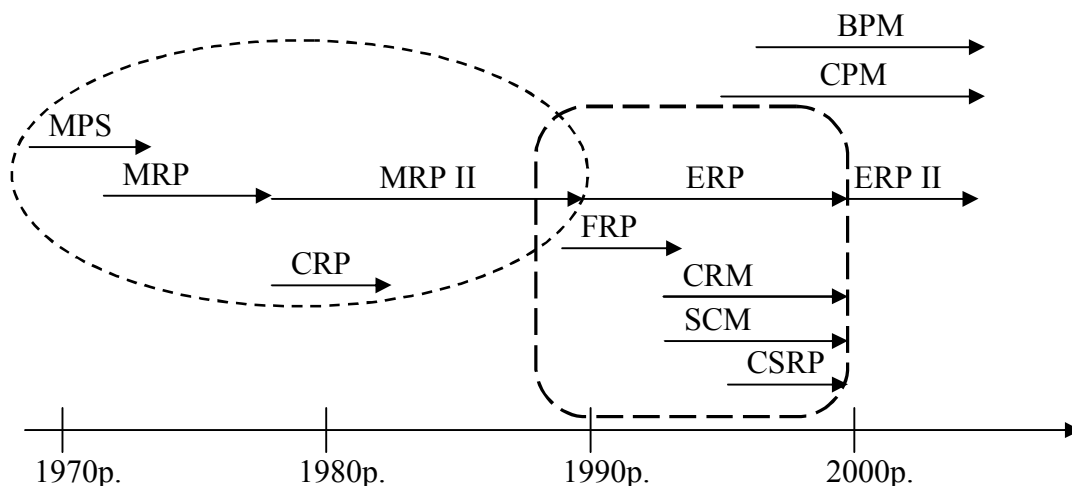 BPM
CPM
MPS
MRP
MRP II
ERP
ERP II
FRP
CRP
CRM
SCM
CSRP
1970р.
1980р.
1990р.
2000р.